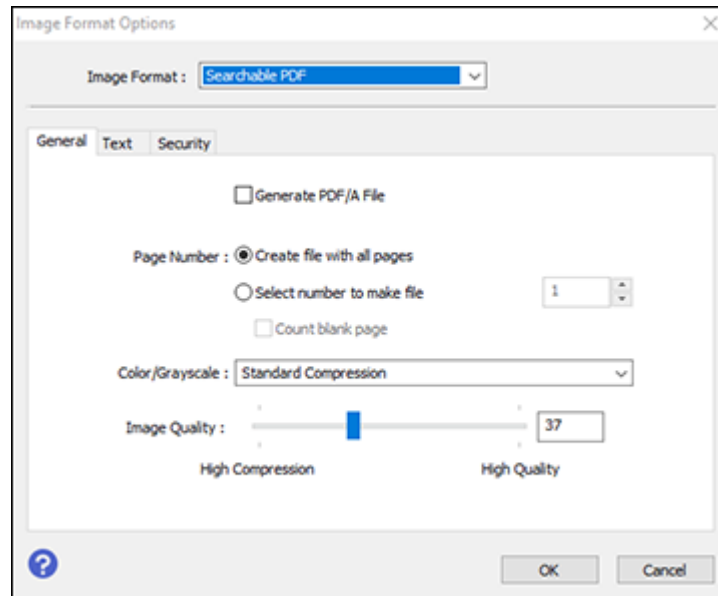 Image Format Options
Image Format : Searchable PDF
General Text Security
Generate PDF/A File
Page Number : Create file with all pages
Select number to make file 1
Count blank page
Color/Grayscale : Standard Compression
Image Quality : 37
High Compression High Quality
? OK Cancel